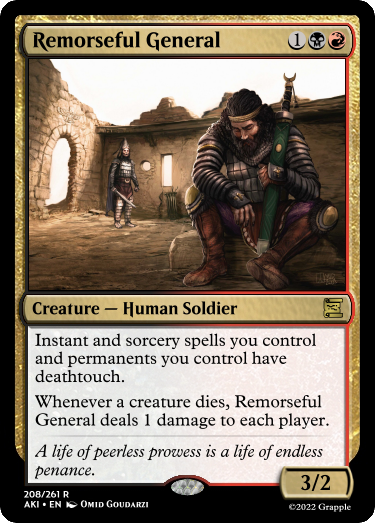 Remorseful General 1
Creature — Human Soldier
Instant and sorcery spells you control
and permanents you control have
deathtouch.
Whenever a creature dies, Remorseful
General deals 1 damage to each player.
A life of peerless prowess is a life of endless
penance.
3/2
208/261 R
AKI • EN Omid Goudarzi
©2022 Grapple